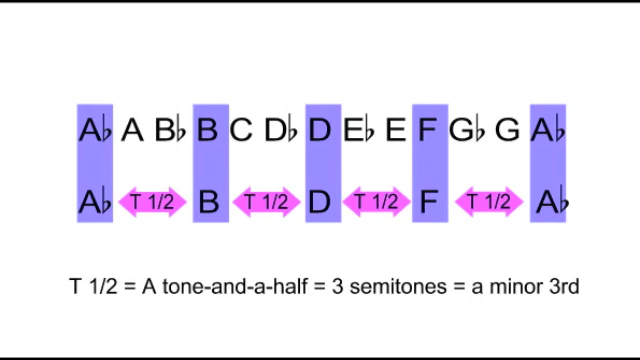 A♭ A B♭ B C D♭ D E♭ E F G♭ G A♭
A♭ T 1/2 B T 1/2 D T 1/2 F T 1/2 A♭
T 1/2 = A tone-and-a-half = 3 semitones = a minor 3rd